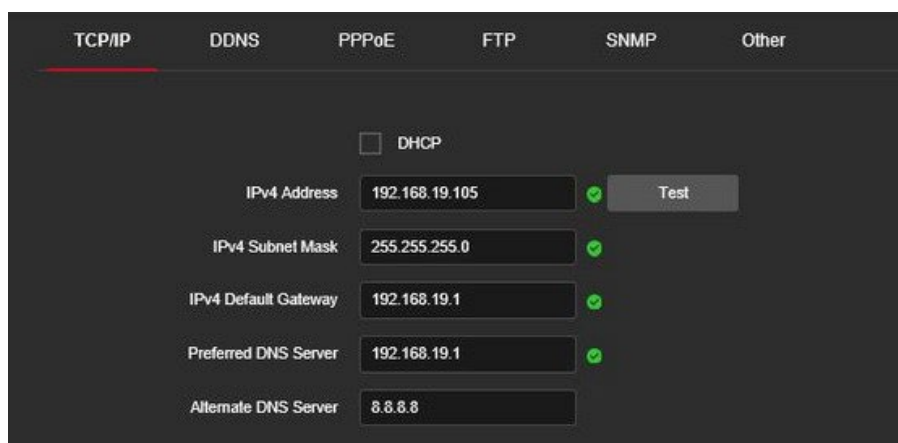 TCP/IP DDNS PPPoE FTP SNMP Other
DHCP
IPv4 Address 192.168.19.105 Test
IPv4 Subnet Mask 255.255.255.0
IPv4 Default Gateway 192.168.19.1
Preferred DNS Server 192.168.19.1
Alternate DNS Server 8.8.8.8